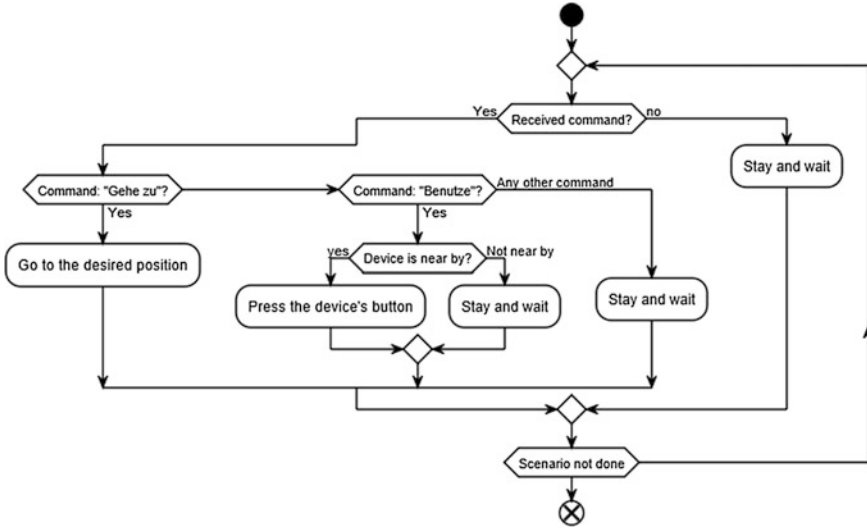 Yes
Received command?
no
Stay and wait
Command: "Gehe zu"?
Command: "Benutze"?
Any other command
Yes
Yes
Go to the desired position
yes
Device is near by?
Not near by
Press the device's button
Stay and wait
Stay and wait
Scenario not done